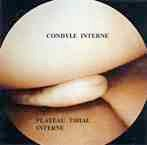 CONDYLE INTERNE
PLATEAU TIBIAL
INTERNE